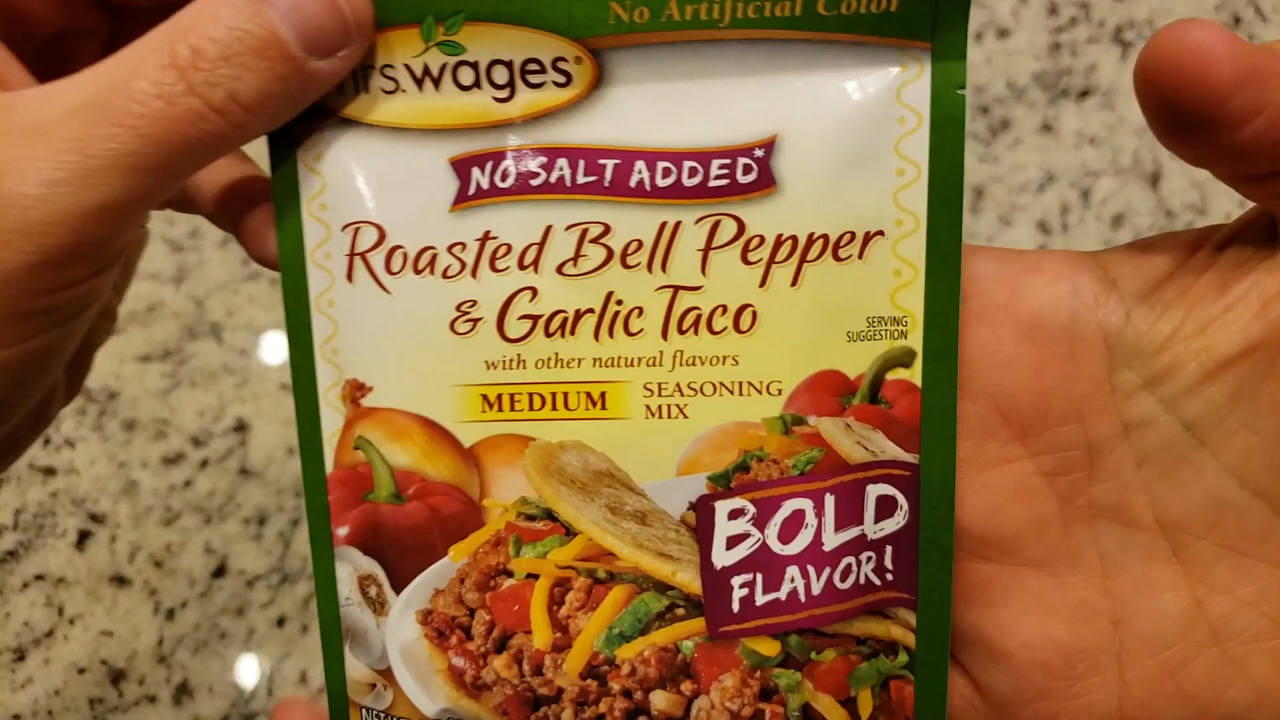 No Artificial Color
rs.wages®
NO SALT ADDED*
Roasted Bell Pepper
& Garlic Taco
with other natural flavors
MEDIUM
SEASONING
MIX
SERVING
SUGGESTION
BOLD
FLAVOR!